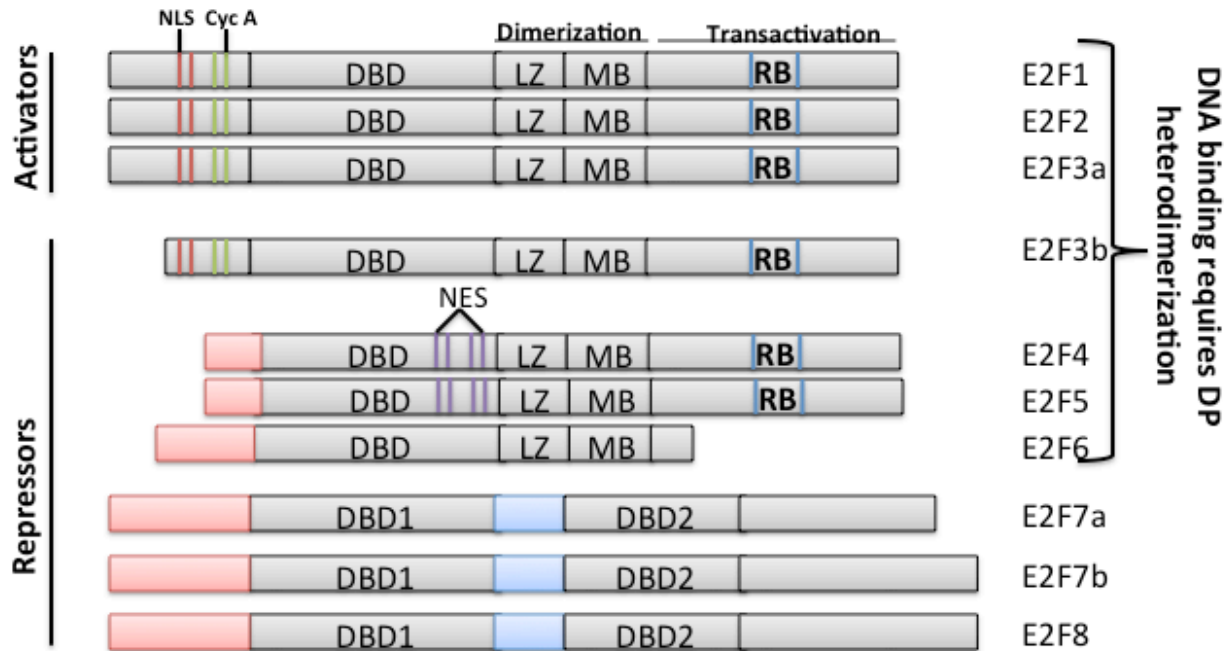 NLS Cyc A
Dimerization Transactivation
Activators
DBD LZ MB RB E2F1
DBD LZ MB RB E2F2
DBD LZ MB RB E2F3a
Repressors
DBD LZ MB RB E2F3b
NES
DBD LZ MB RB E2F4
DBD LZ MB RB E2F5
DBD LZ MB E2F6
DBD1 DBD2 E2F7a
DBD1 DBD2 E2F7b
DBD1 DBD2 E2F8
DNA binding requires DP
heterodimerization